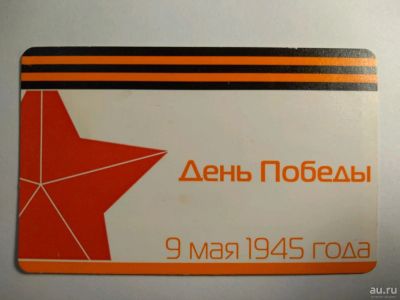 День Победы
9 мая 1945 года
au.ru